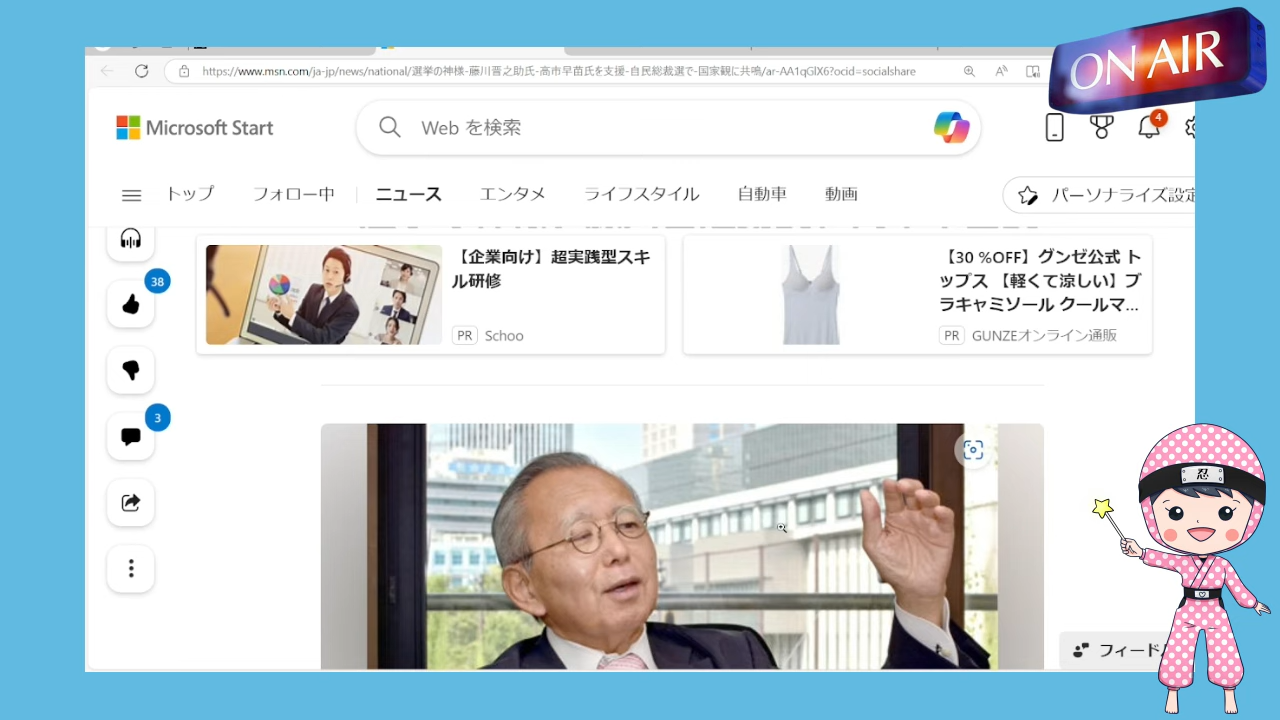 https://www.msn.com/ja-jp/news/national/選挙の神様-藤川晋之助氏-高市早苗氏を支援-自民総裁選で-国家観に共鳴/ar-AA1qGlX6?ocid=socialshare
ON AIR
Microsoft Start
Web を検索
4
トップ
フォロー中
ニュース
エンタメ
ライフスタイル
自動車
動画
パーソナライズ設定
38
3
【企業向け】超実践型スキ
ル研修
PR Schoo
【30 %OFF】グンゼ公式 ト
ップス 【軽くて涼しい】ブ
ラキャミソール クールマ...
PR GUNZEオンライン通販
忍
フィード